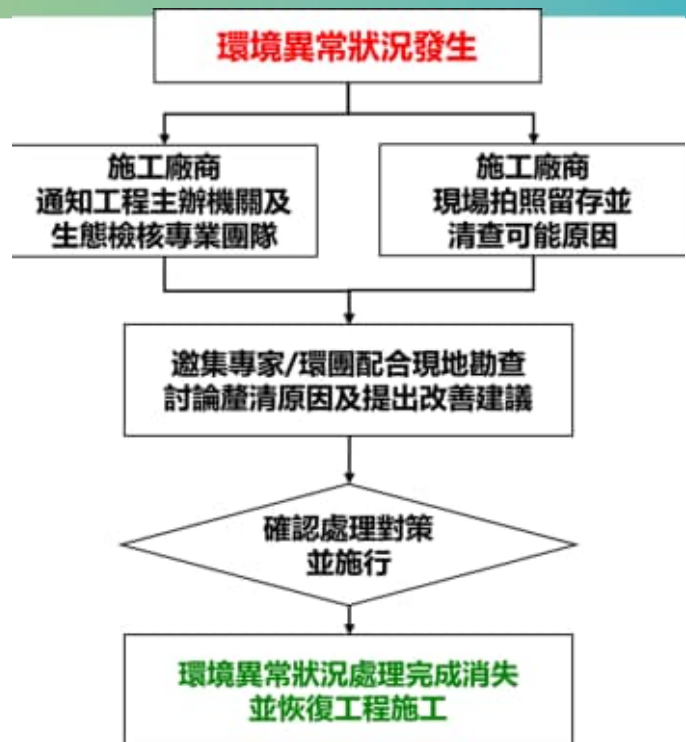 環境異常狀況發生
施工廠商
通知工程主辦機關及
生態檢核專業團隊
施工廠商
現場拍照留存並
清查可能原因
邀集專家/環團配合現地勘查
討論釐清原因及提出改善建議
確認處理對策
並施行
環境異常狀況處理完成消失
並恢復工程施工